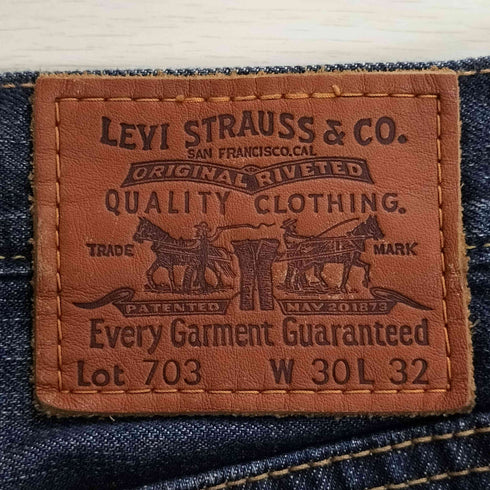 LEVI STRAUSS & CO.
SAN FRANCISCO.CAL
ORIGINAL RIVETED
QUALITY CLOTHING.
TRADE MARK
PATENTED MAY 20 1873
Every Garment Guaranteed
Lot 703 W 30 L 32